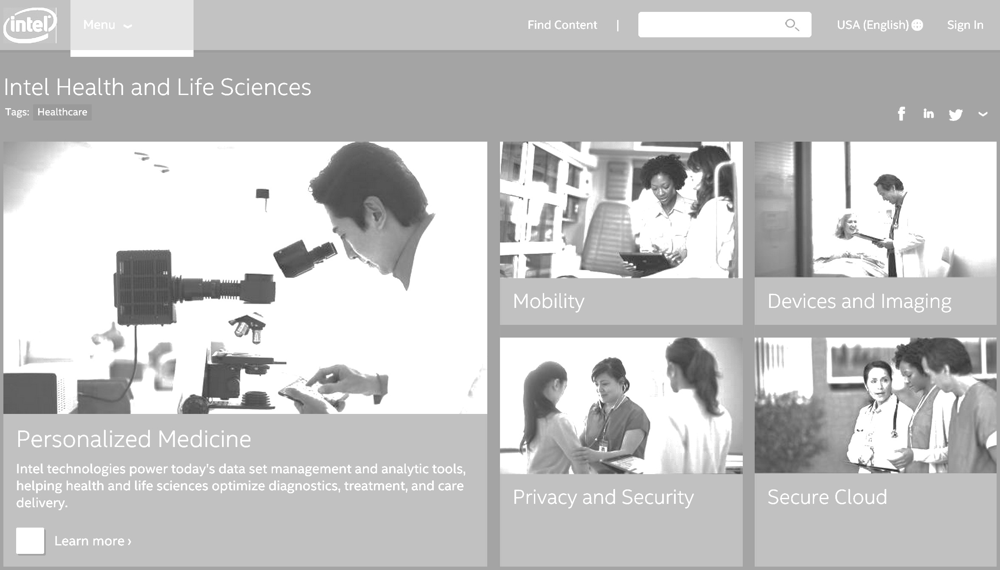 intel
Menu
Find Content |
USA (English)
Sign In
Intel Health and Life Sciences
Tags: Healthcare
Mobility
Devices and Imaging
Personalized Medicine
Intel technologies power today's data set management and analytic tools,
helping health and life sciences optimize diagnostics, treatment, and care
delivery.
Learn more ›
Privacy and Security
Secure Cloud